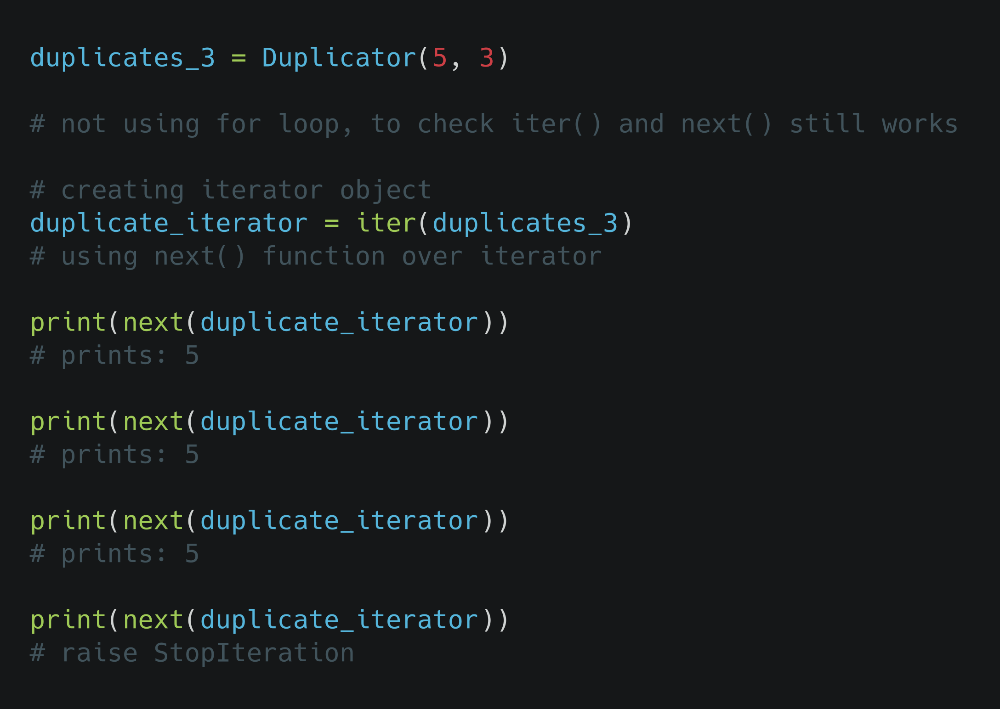 duplicates_3 = Duplicator(5, 3)
# not using for loop, to check iter() and next() still works
# creating iterator object
duplicate_iterator = iter(duplicates_3)
# using next() function over iterator
print(next(duplicate_iterator))
# prints: 5
print(next(duplicate_iterator))
# prints: 5
print(next(duplicate_iterator))
# prints: 5
print(next(duplicate_iterator))
# raise StopIteration